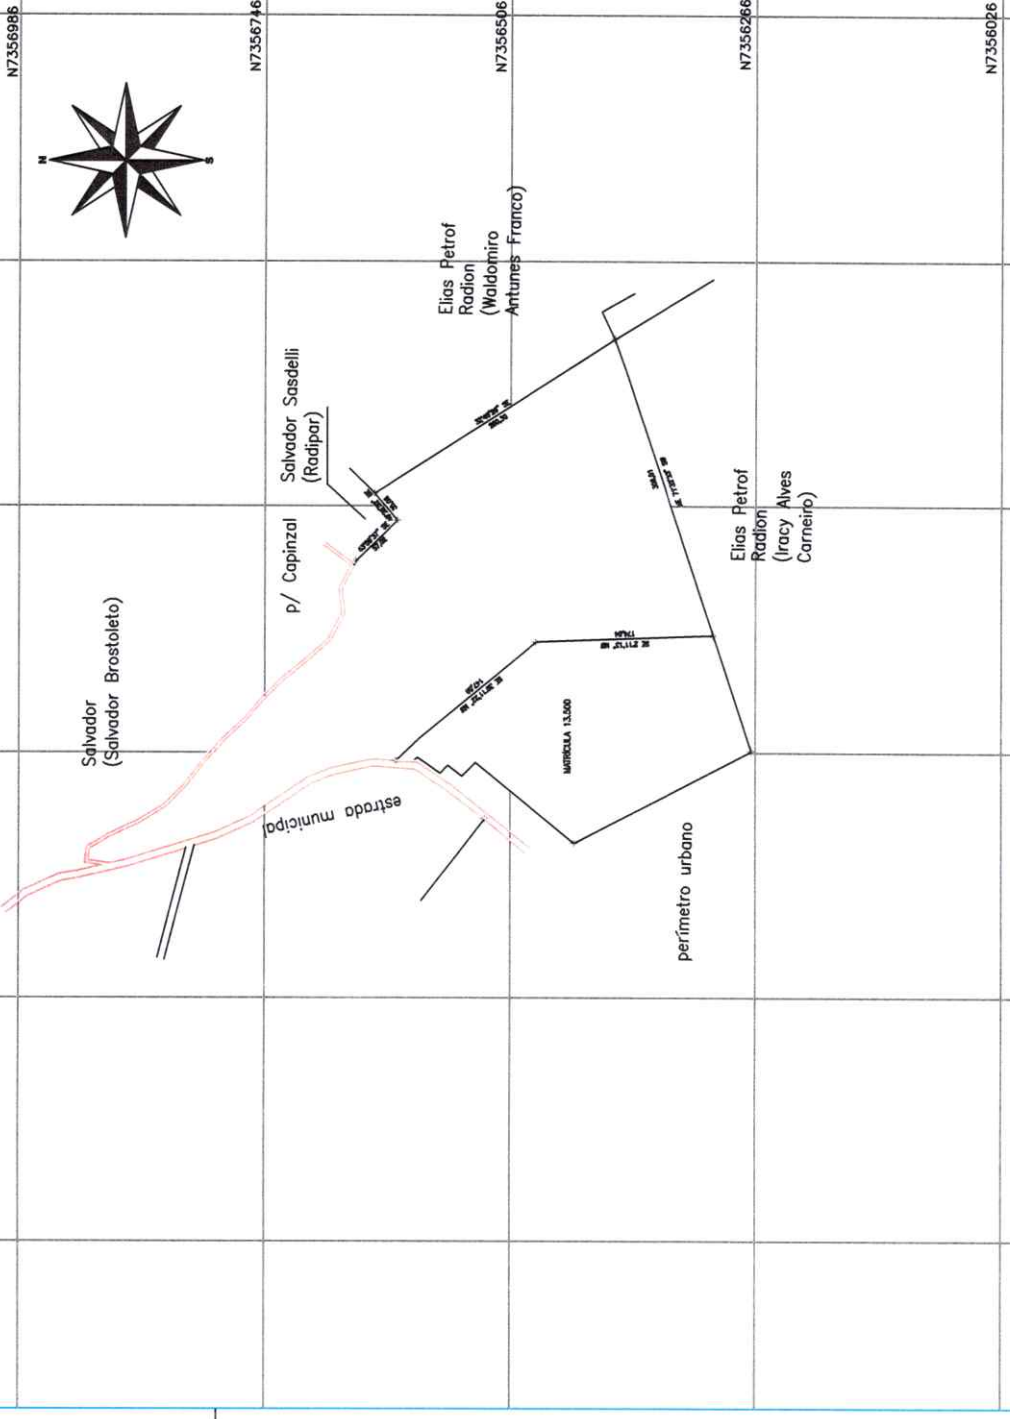 N7356986
N7356746
N7356506
N7356266
N7356026
N
S
Elias Petrof
Radion
(Waldomiro
Antunes Franco)
Salvador Sasdelli
(Radipar)
p/ Capinzal
Salvador
(Salvador Brostoleto)
Elias Petrof
Radion
(Iracy Alves
Carneiro)
MATRÍCULA 13.500
estrada municipal
perímetro urbano